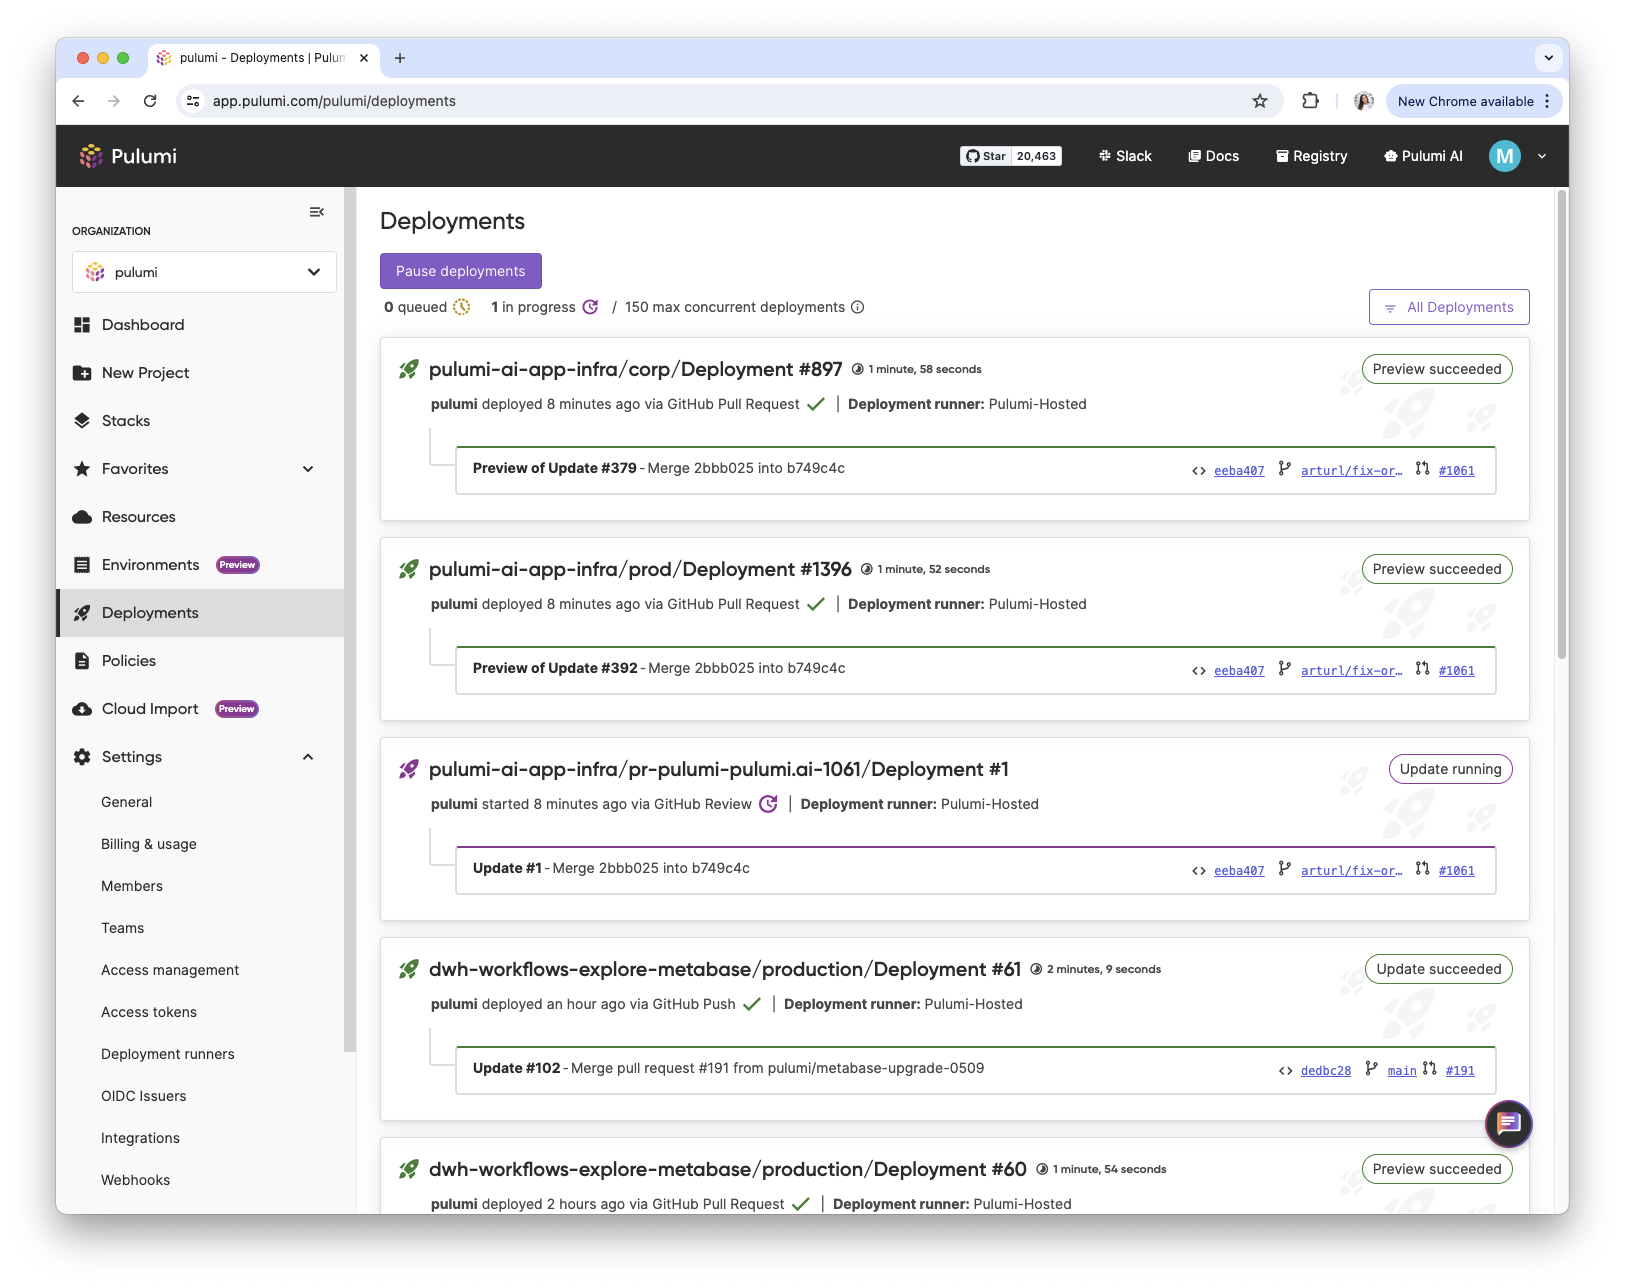 pulumi - Deployments | Pulum
app.pulumi.com/pulumi/deployments
New Chrome available
Pulumi
Star 20,463
Slack
Docs
Registry
Pulumi AI
M
ORGANIZATION
pulumi
Dashboard
New Project
Stacks
Favorites
Resources
Environments Preview
Deployments
Policies
Cloud Import Preview
Settings
General
Billing & usage
Members
Teams
Access management
Access tokens
Deployment runners
OIDC Issuers
Integrations
Webhooks
Deployments
Pause deployments
0 queued 1 in progress / 150 max concurrent deployments
All Deployments
pulumi-ai-app-infra/corp/Deployment #897 1 minute, 58 seconds
Preview succeeded
pulumi deployed 8 minutes ago via GitHub Pull Request | Deployment runner: Pulumi-Hosted
Preview of Update #379 - Merge 2bbb025 into b749c4c
eeba407 arturl/fix-or… #1061
pulumi-ai-app-infra/prod/Deployment #1396 1 minute, 52 seconds
Preview succeeded
pulumi deployed 8 minutes ago via GitHub Pull Request | Deployment runner: Pulumi-Hosted
Preview of Update #392 - Merge 2bbb025 into b749c4c
eeba407 arturl/fix-or… #1061
pulumi-ai-app-infra/pr-pulumi-pulumi.ai-1061/Deployment #1
Update running
pulumi started 8 minutes ago via GitHub Review | Deployment runner: Pulumi-Hosted
Update #1 - Merge 2bbb025 into b749c4c
eeba407 arturl/fix-or… #1061
dwh-workflows-explore-metabase/production/Deployment #61 2 minutes, 9 seconds
Update succeeded
pulumi deployed an hour ago via GitHub Push | Deployment runner: Pulumi-Hosted
Update #102 - Merge pull request #191 from pulumi/metabase-upgrade-0509
dedbc28 main #191
dwh-workflows-explore-metabase/production/Deployment #60 1 minute, 54 seconds
Preview succeeded
pulumi deployed 2 hours ago via GitHub Pull Request | Deployment runner: Pulumi-Hosted